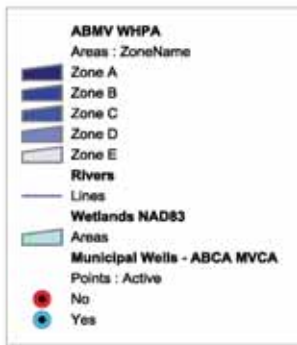 ABMV WHPA
Areas : ZoneName
Zone A
Zone B
Zone C
Zone D
Zone E
Rivers
Lines
Wetlands NAD83
Areas
Municipal Wells - ABCA MVCA
Points : Active
No
Yes